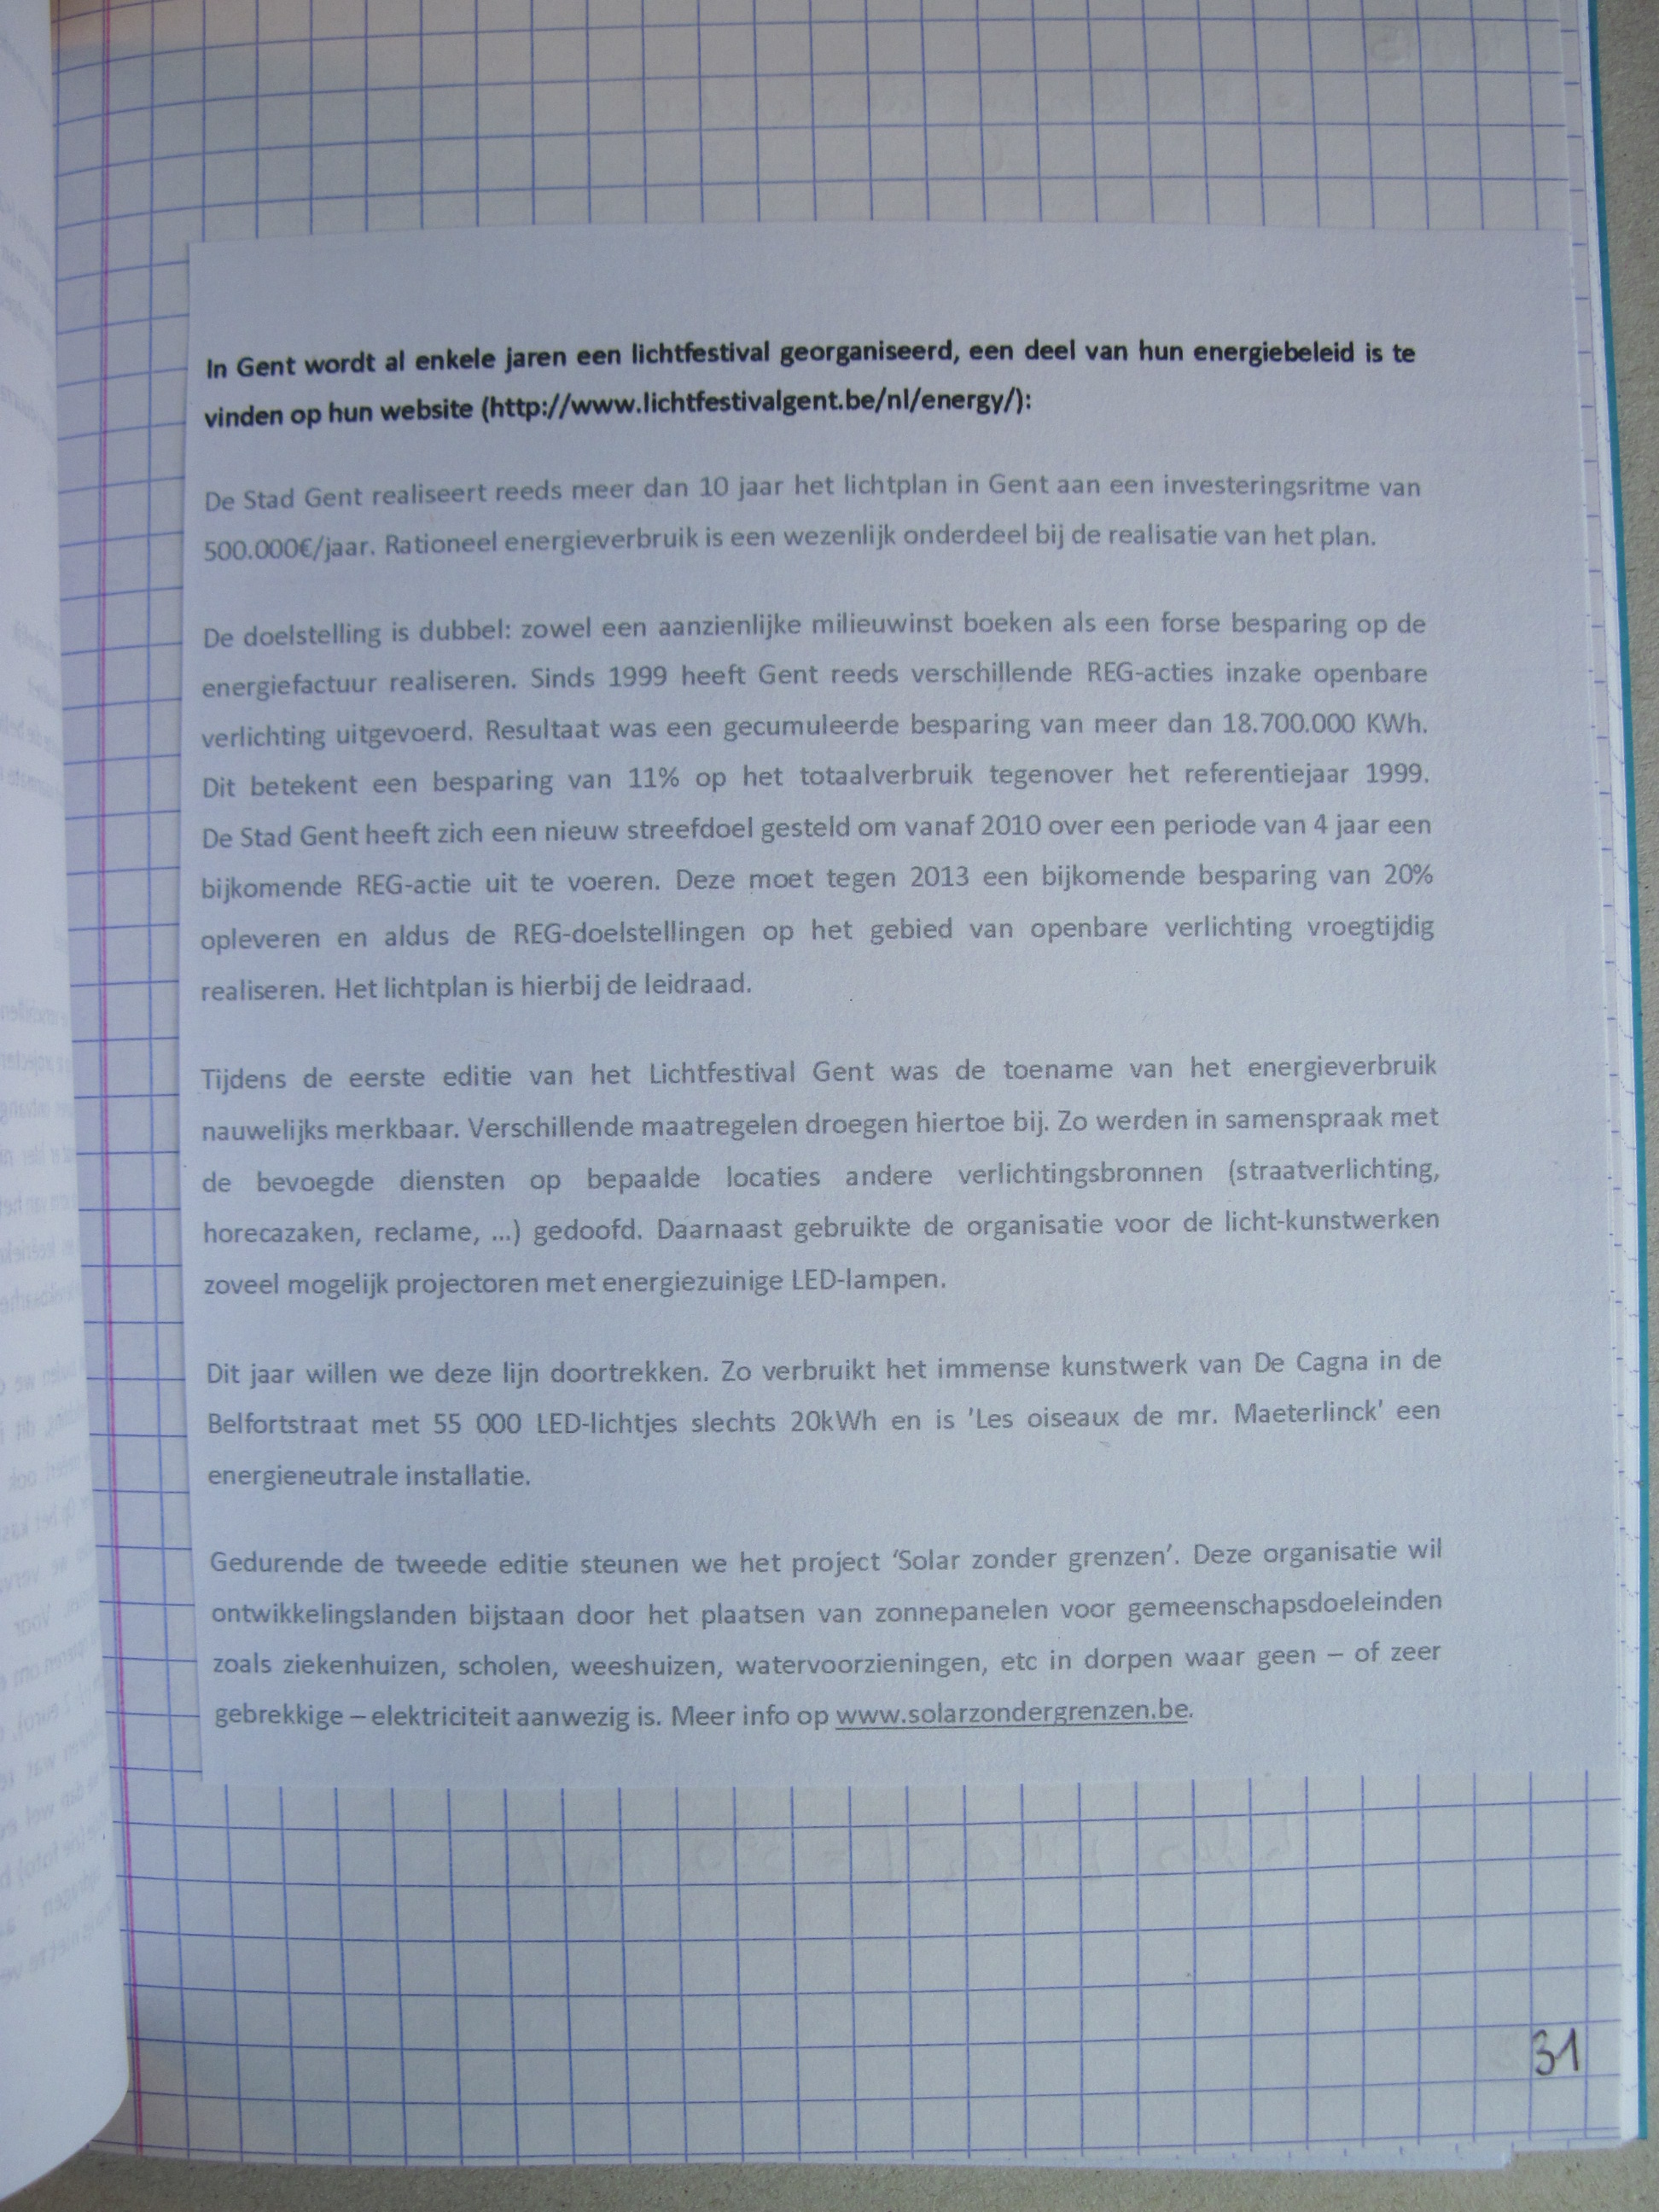 In Gent wordt al enkele jaren een lichtfestival georganiseerd, een deel van hun energiebeleid is te
vinden op hun website (http://www.lichtfestivalgent.be/nl/energy/):
De Stad Gent realiseert reeds meer dan 10 jaar het lichtplan in Gent aan een investeringsritme van
500.000€/jaar. Rationeel energieverbruik is een wezenlijk onderdeel bij de realisatie van het plan.
De doelstelling is dubbel: zowel een aanzienlijke milieuwinst boeken als een forse besparing op de
energiefactuur realiseren. Sinds 1999 heeft Gent reeds verschillende REG-acties inzake openbare
verlichting uitgevoerd. Resultaat was een gecumuleerde besparing van meer dan 18.700.000 KWh.
Dit betekent een besparing van 11% op het totaalverbruik tegenover het referentiejaar 1999.
De Stad Gent heeft zich een nieuw streefdoel gesteld om vanaf 2010 over een periode van 4 jaar een
bijkomende REG-actie uit te voeren. Deze moet tegen 2013 een bijkomende besparing van 20%
opleveren en aldus de REG-doelstellingen op het gebied van openbare verlichting vroegtijdig
realiseren. Het lichtplan is hierbij de leidraad.
Tijdens de eerste editie van het Lichtfestival Gent was de toename van het energieverbruik
nauwelijks merkbaar. Verschillende maatregelen droegen hiertoe bij. Zo werden in samenspraak met
de bevoegde diensten op bepaalde locaties andere verlichtingsbronnen (straatverlichting,
horecazaken, reclame, ...) gedoofd. Daarnaast gebruikte de organisatie voor de licht-kunstwerken
zoveel mogelijk projectoren met energiezuinige LED-lampen.
Dit jaar willen we deze lijn doortrekken. Zo verbruikt het immense kunstwerk van De Cagna in de
Belfortstraat met 55 000 LED-lichtjes slechts 20kWh en is 'Les oiseaux de mr. Maeterlinck' een
energieneutrale installatie.
Gedurende de tweede editie steunen we het project ‘Solar zonder grenzen’. Deze organisatie wil
ontwikkelingslanden bijstaan door het plaatsen van zonnepanelen voor gemeenschapsdoeleinden
zoals ziekenhuizen, scholen, weeshuizen, watervoorzieningen, etc in dorpen waar geen – of zeer
gebrekkige – elektriciteit aanwezig is. Meer info op www.solarzondergrenzen.be.
31